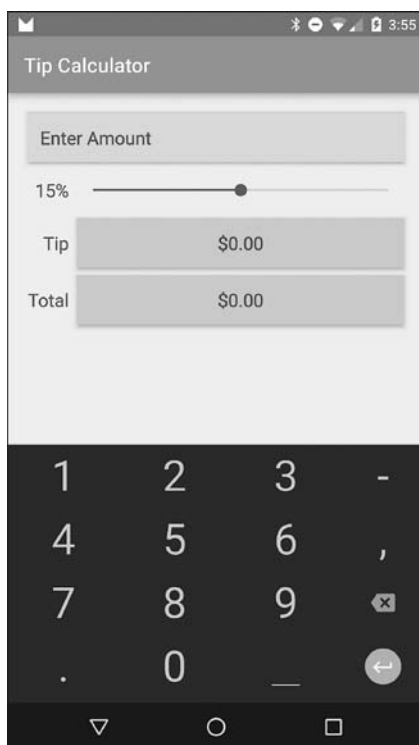 3:55
Tip Calculator
Enter Amount
15%
Tip $0.00
Total $0.00
1 2 3 -
4 5 6 ,
7 8 9
. 0 _